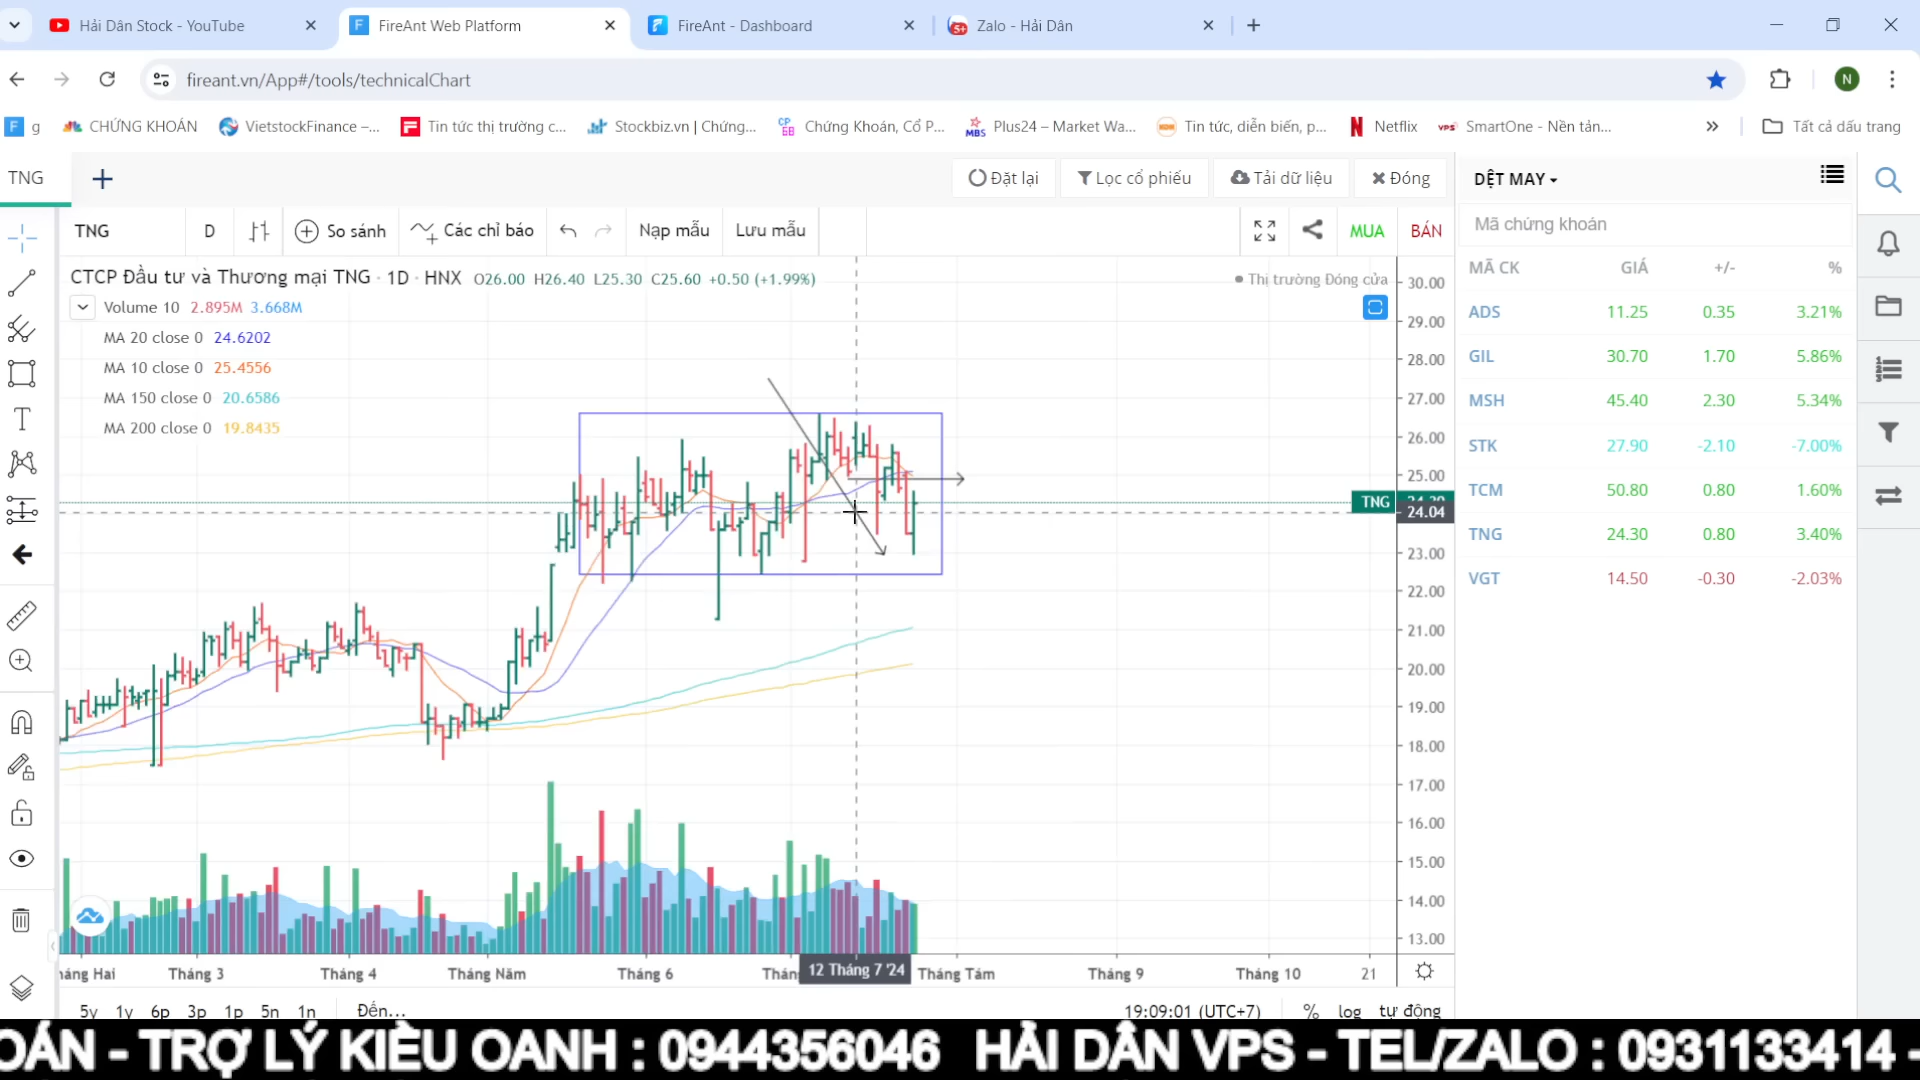 Hải Dân Stock - YouTube
FireAnt Web Platform
FireAnt - Dashboard
Zalo - Hải Dân
fireant.vn/App#/tools/technicalChart
N
g
CHỨNG KHOÁN
VietstockFinance –...
Tin tức thị trường c...
Stockbiz.vn | Chứng...
Chứng Khoán, Cổ P...
Plus24 – Market Wa...
Tin tức, diễn biến, p...
Netflix
SmartOne - Nền tản...
Tất cả dấu trang
TNG
Đặt lại
Lọc cổ phiếu
Tải dữ liệu
Đóng
DỆT MAY
TNG
D
So sánh
Các chỉ báo
Nạp mẫu
Lưu mẫu
MUA
BÁN
Mã chứng khoán
CTCP Đầu tư và Thương mại TNG · 1D · HNX O26.00 H26.40 L25.30 C25.60 +0.50 (+1.99%)
Thị trường Đóng cửa
Volume 10 2.895M 3.668M
MA 20 close 0 24.6202
MA 10 close 0 25.4556
MA 150 close 0 20.6586
MA 200 close 0 19.8435
30.00
29.00
28.00
27.00
26.00
25.00
TNG
24.04
23.00
22.00
21.00
20.00
19.00
18.00
17.00
16.00
15.00
14.00
13.00
MÃ CK GIÁ +/- %
ADS 11.25 0.35 3.21%
GIL 30.70 1.70 5.86%
MSH 45.40 2.30 5.34%
STK 27.90 -2.10 -7.00%
TCM 50.80 0.80 1.60%
TNG 24.30 0.80 3.40%
VGT 14.50 -0.30 -2.03%
háng Hai Tháng 3 Tháng 4 Tháng Năm Tháng 6 Thán 12 Tháng 7 '24 Tháng Tám Tháng 9 Tháng 10 21
5y 1y 6p 3p 1p 5n 1n Đến...
19:09:01 (UTC+7) % log tự động
OÁN - TRỢ LÝ KIỀU OANH : 0944356046 HẢI DÂN VPS - TEL/ZALO : 0931133414 -